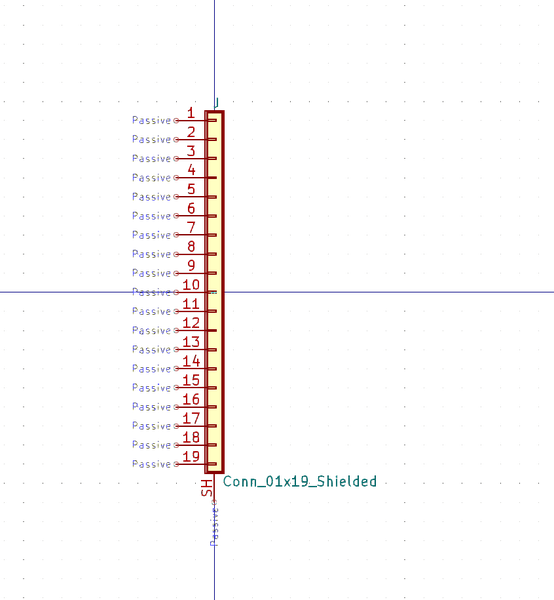 J
Passive 1
Passive 2
Passive 3
Passive 4
Passive 5
Passive 6
Passive 7
Passive 8
Passive 9
Passive 10
Passive 11
Passive 12
Passive 13
Passive 14
Passive 15
Passive 16
Passive 17
Passive 18
Passive 19
Conn_01x19_Shielded
SH
Passive